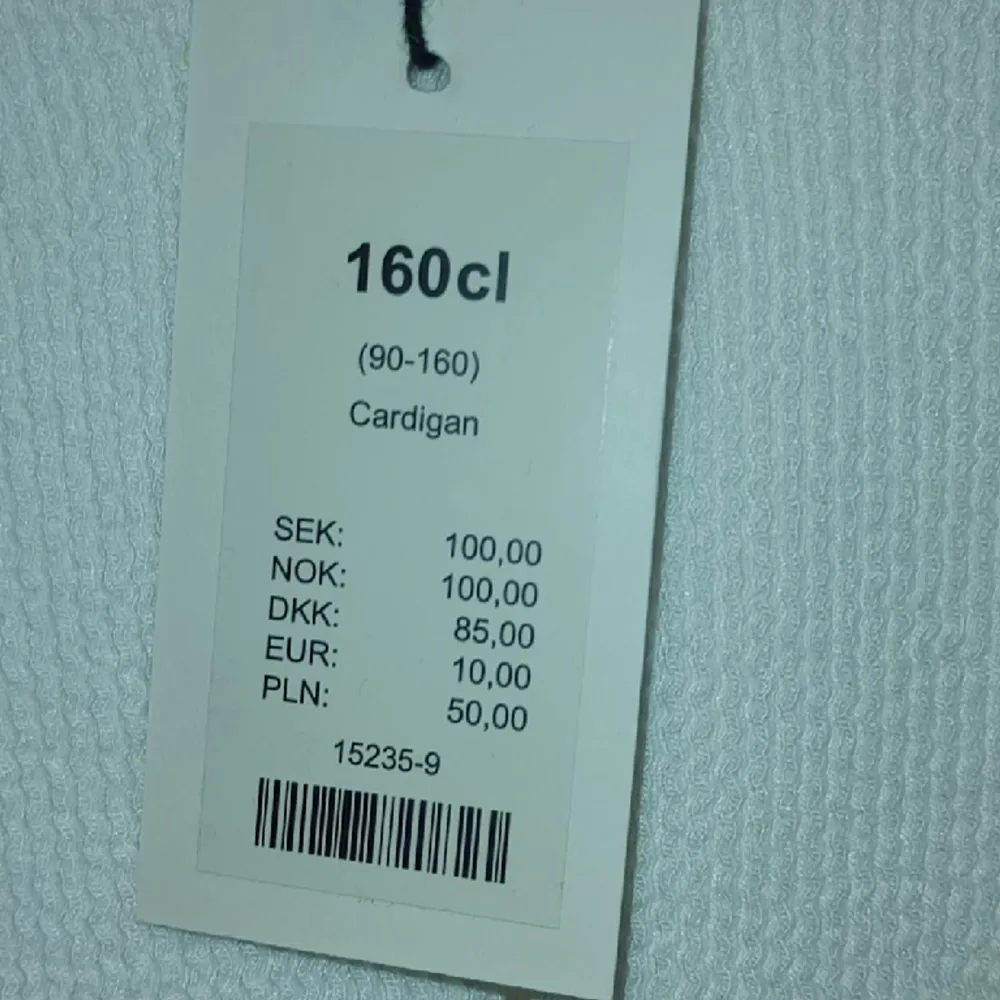 160cl
(90-160)
Cardigan
SEK: 100,00
NOK: 100,00
DKK: 85,00
EUR: 10,00
PLN: 50,00
15235-9